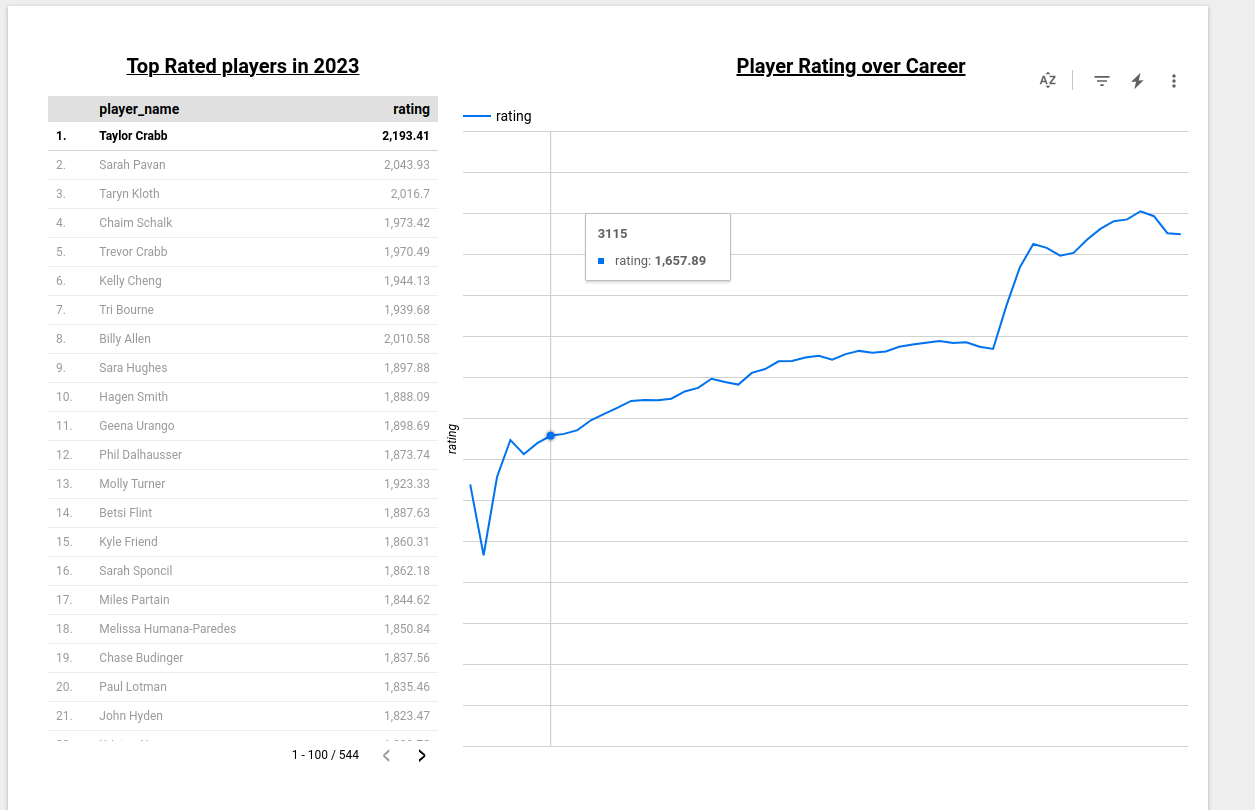 Top Rated players in 2023
player_name rating
1. Taylor Crabb 2,193.41
2. Sarah Pavan 2,043.93
3. Taryn Kloth 2,016.7
4. Chaim Schalk 1,973.42
5. Trevor Crabb 1,970.49
6. Kelly Cheng 1,944.13
7. Tri Bourne 1,939.68
8. Billy Allen 2,010.58
9. Sara Hughes 1,897.88
10. Hagen Smith 1,888.09
11. Geena Urango 1,898.69
12. Phil Dalhausser 1,873.74
13. Molly Turner 1,923.33
14. Betsi Flint 1,887.63
15. Kyle Friend 1,860.31
16. Sarah Sponcil 1,862.18
17. Miles Partain 1,844.62
18. Melissa Humana-Paredes 1,850.84
19. Chase Budinger 1,837.56
20. Paul Lotman 1,835.46
21. John Hyden 1,823.47
1 - 100 / 544
Player Rating over Career
AZ
rating
3115
rating: 1,657.89
rating